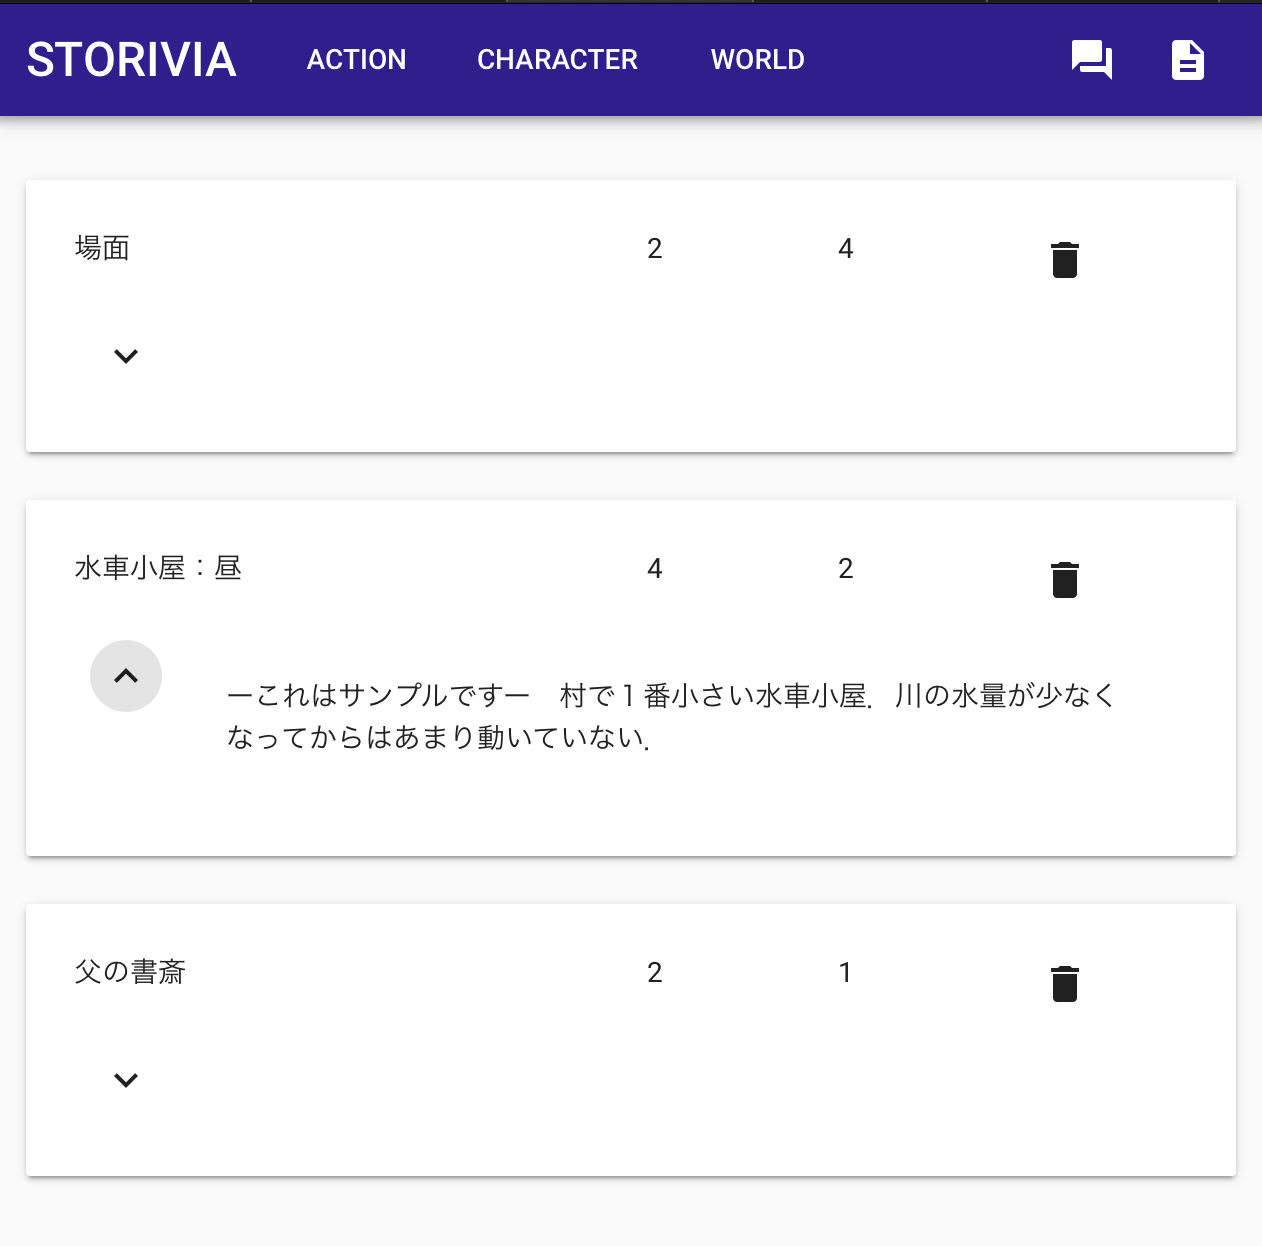 STORIVIA ACTION CHARACTER WORLD
場面 2 4
水車小屋：昼 4 2
ーこれはサンプルですー　村で１番小さい水車小屋．川の水量が少なく
なってからはあまり動いていない．
父の書斎 2 1